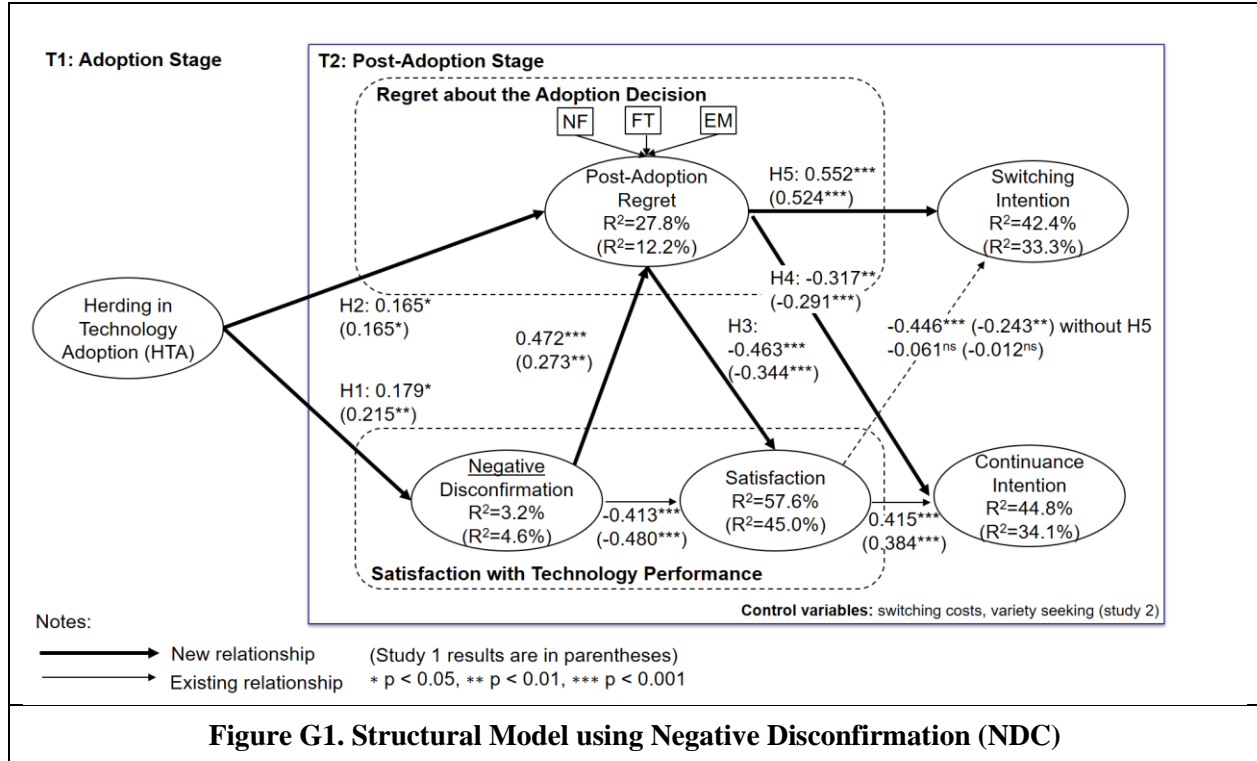 T1: Adoption Stage
T2: Post-Adoption Stage
Regret about the Adoption Decision
NF
FT
EM
Post-Adoption
Regret
R²=27.8%
(R²=12.2%)
H5: 0.552***
(0.524***)
Switching
Intention
R²=42.4%
(R²=33.3%)
H4: -0.317**
(-0.291***)
Herding in
Technology
Adoption (HTA)
H2: 0.165*
(0.165*)
0.472***
(0.273**)
H3:
-0.463***
(-0.344***)
-0.446*** (-0.243**) without H5
-0.061ⁿˢ (-0.012ⁿˢ)
H1: 0.179*
(0.215**)
Negative
Disconfirmation
R²=3.2%
(R²=4.6%)
-0.413***
(-0.480***)
Satisfaction
R²=57.6%
(R²=45.0%)
0.415***
(0.384***)
Continuance
Intention
R²=44.8%
(R²=34.1%)
Satisfaction with Technology Performance
Control variables: switching costs, variety seeking (study 2)
Notes:
New relationship
(Study 1 results are in parentheses)
Existing relationship
* p < 0.05, ** p < 0.01, *** p < 0.001
Figure G1. Structural Model using Negative Disconfirmation (NDC)